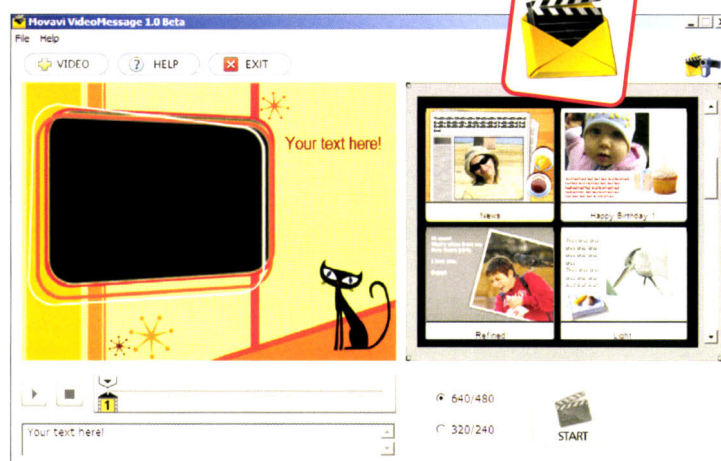 Movavi VideoMessage 1.0 Beta
File Help
VIDEO
HELP
EXIT
Your text here!
News
Happy Birthday 1
Refined
Light
1
640/480
320/240
START
Your text here!